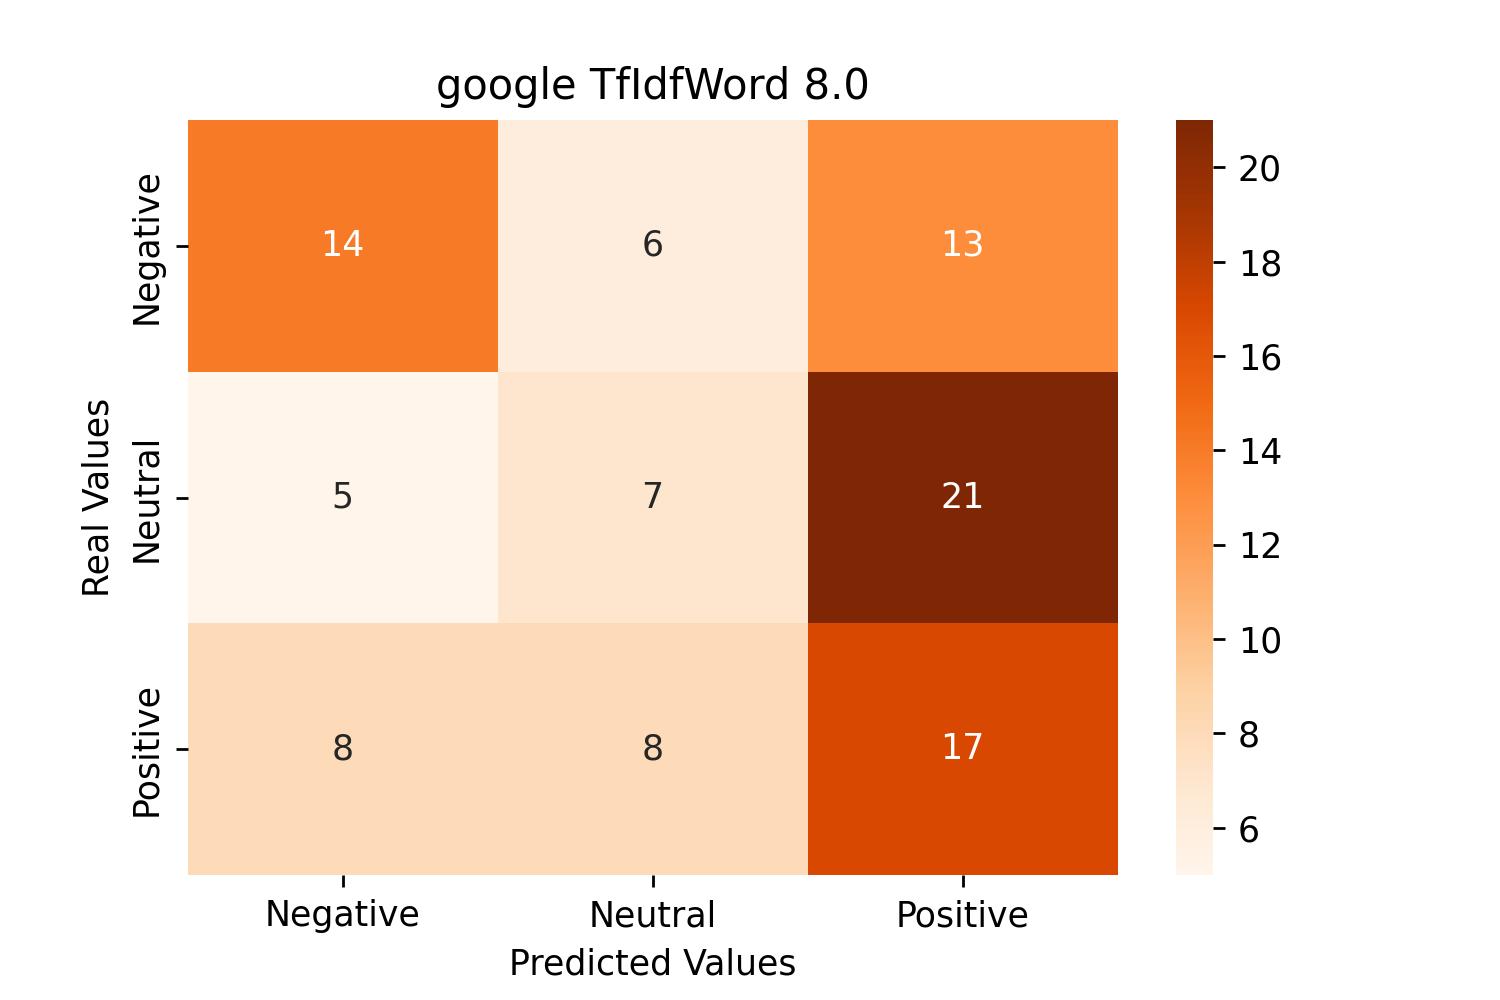 google TfIdfWord 8.0
Real Values
Negative
14 6 13
Neutral
5 7 21
Positive
8 8 17
Negative Neutral Positive
Predicted Values
20
18
16
14
12
10
8
6